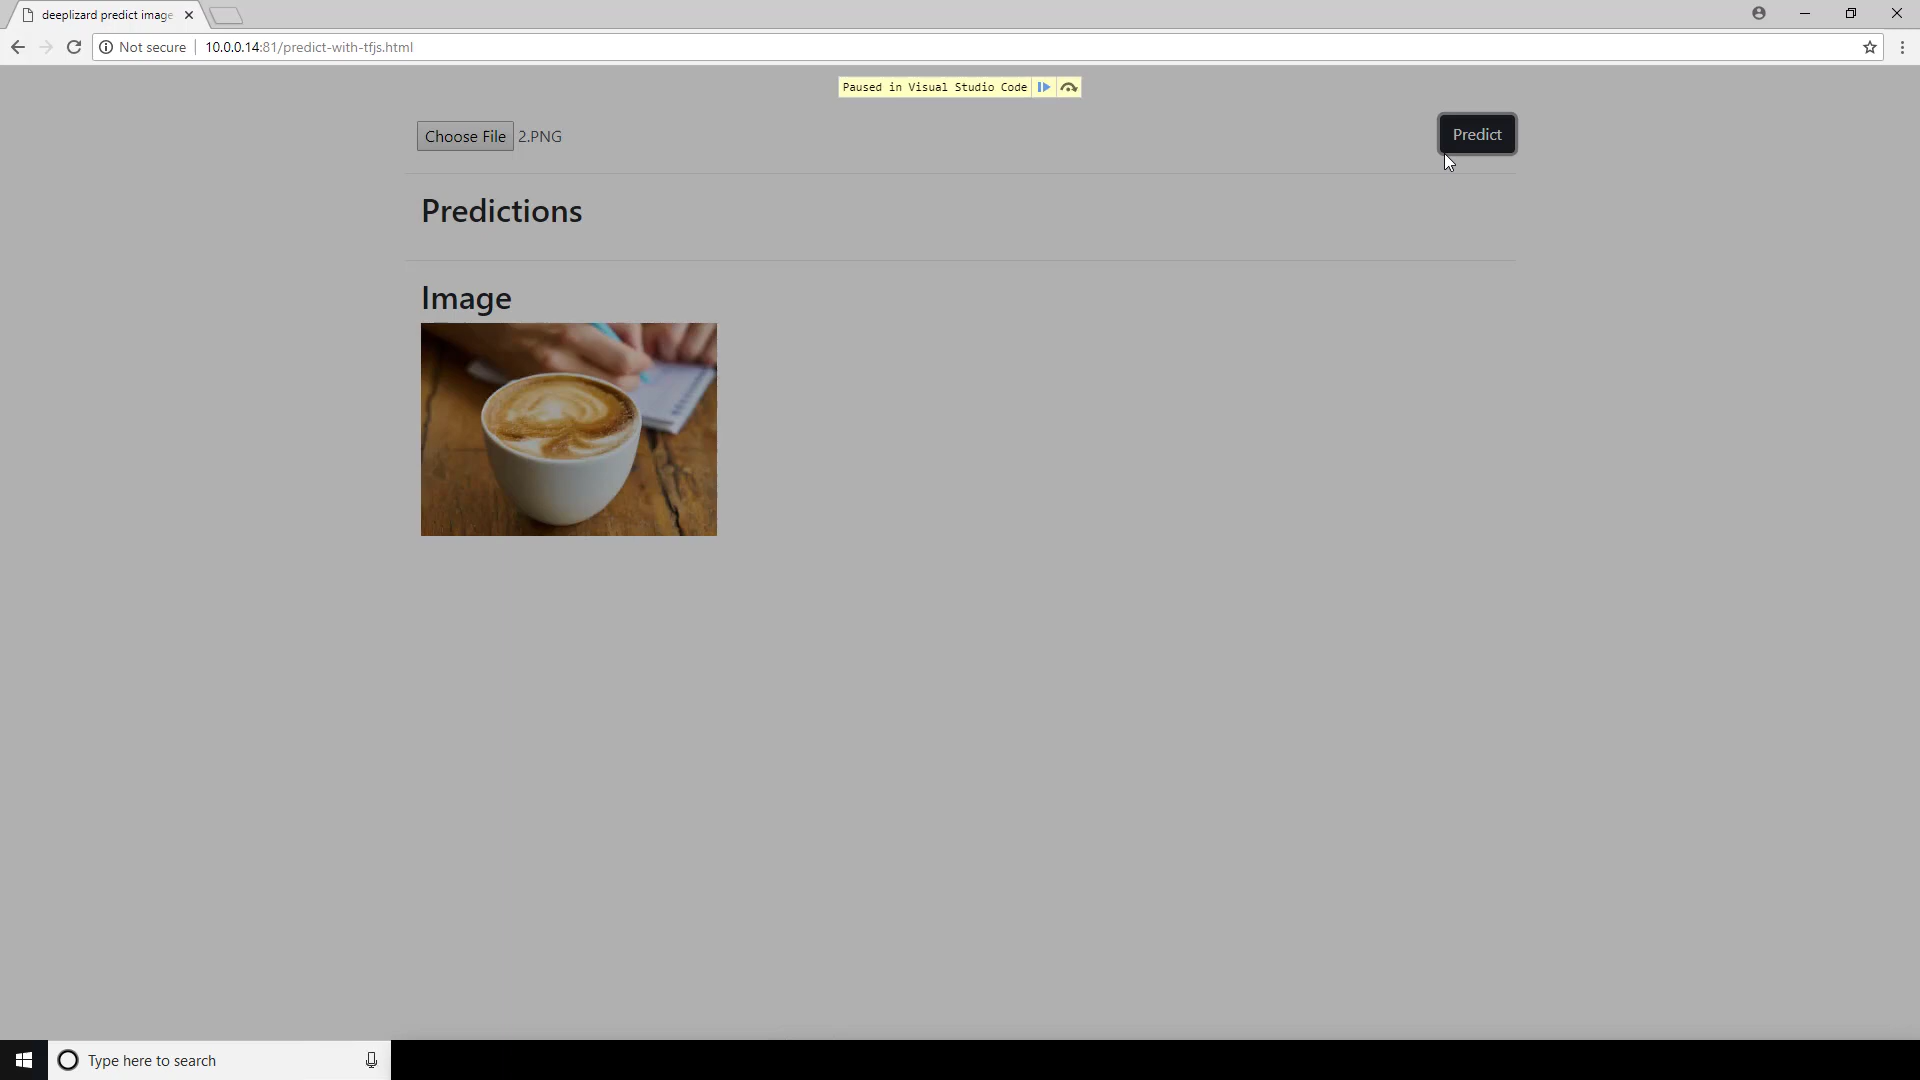 deeplizard predict image
Not secure
10.0.0.14:81/predict-with-tfjs.html
Paused in Visual Studio Code
Choose File 2.PNG
Predict
Predictions
Image
Type here to search